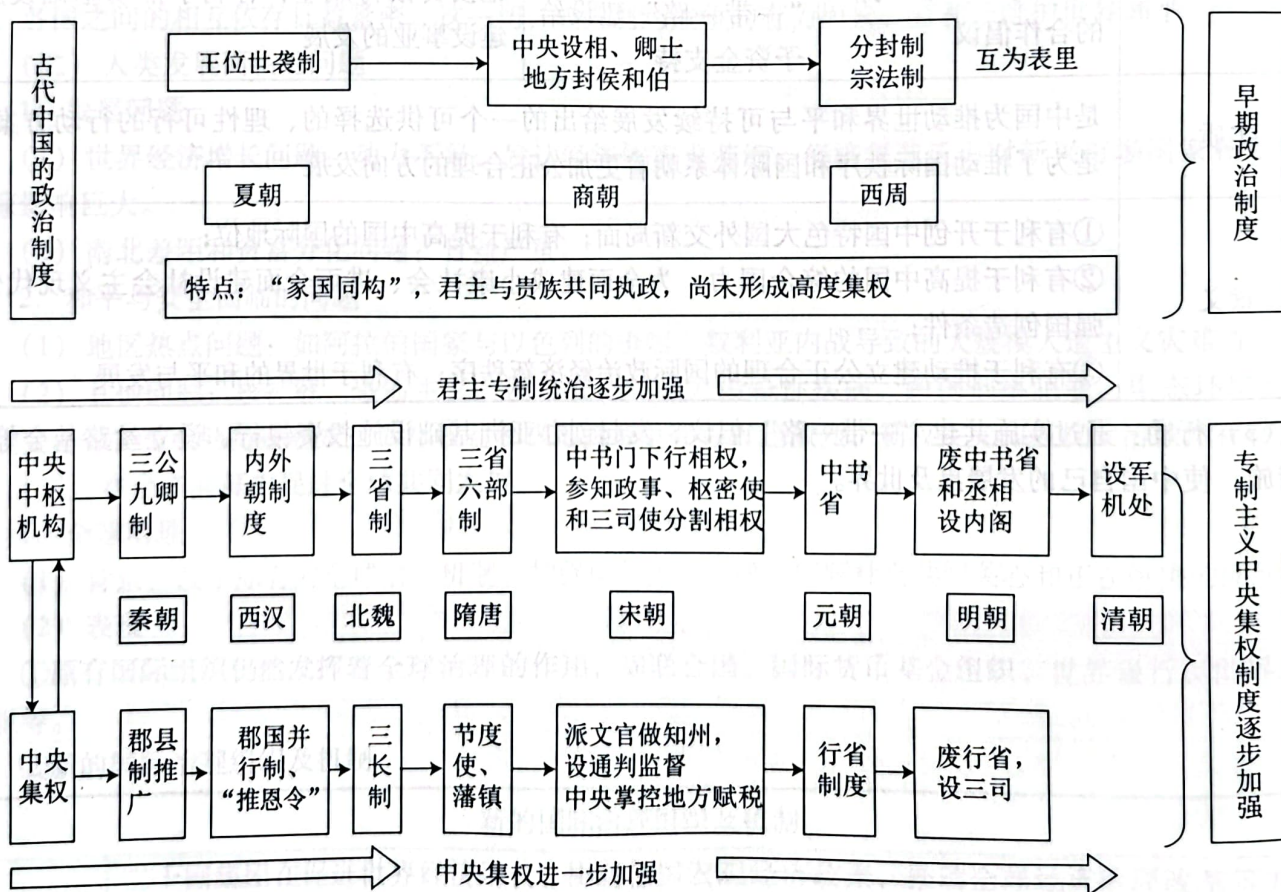 古代中国的政治制度
王位世袭制
中央设相、卿士
地方封侯和伯
分封制
宗法制
互为表里
夏朝
商朝
西周
特点：“家国同构”，君主与贵族共同执政，尚未形成高度集权
早期政治制度
君主专制统治逐步加强
中央
中枢
机构
三公
九卿
制
内外
朝制
度
三
省
制
三省
六部
制
中书门下行相权，
参知政事、枢密使
和三司使分割相权
中书
省
废中书省
和丞相
设内阁
设军
机处
秦朝
西汉
北魏
隋唐
宋朝
元朝
明朝
清朝
中央
集权
郡县
制推
广
郡国并
行制、
“推恩令”
三
长
制
节度
使、
藩镇
派文官做知州，
设通判监督
中央掌控地方赋税
行省
制度
废行省，
设三司
专制主义中央集权制度逐步加强
中央集权进一步加强